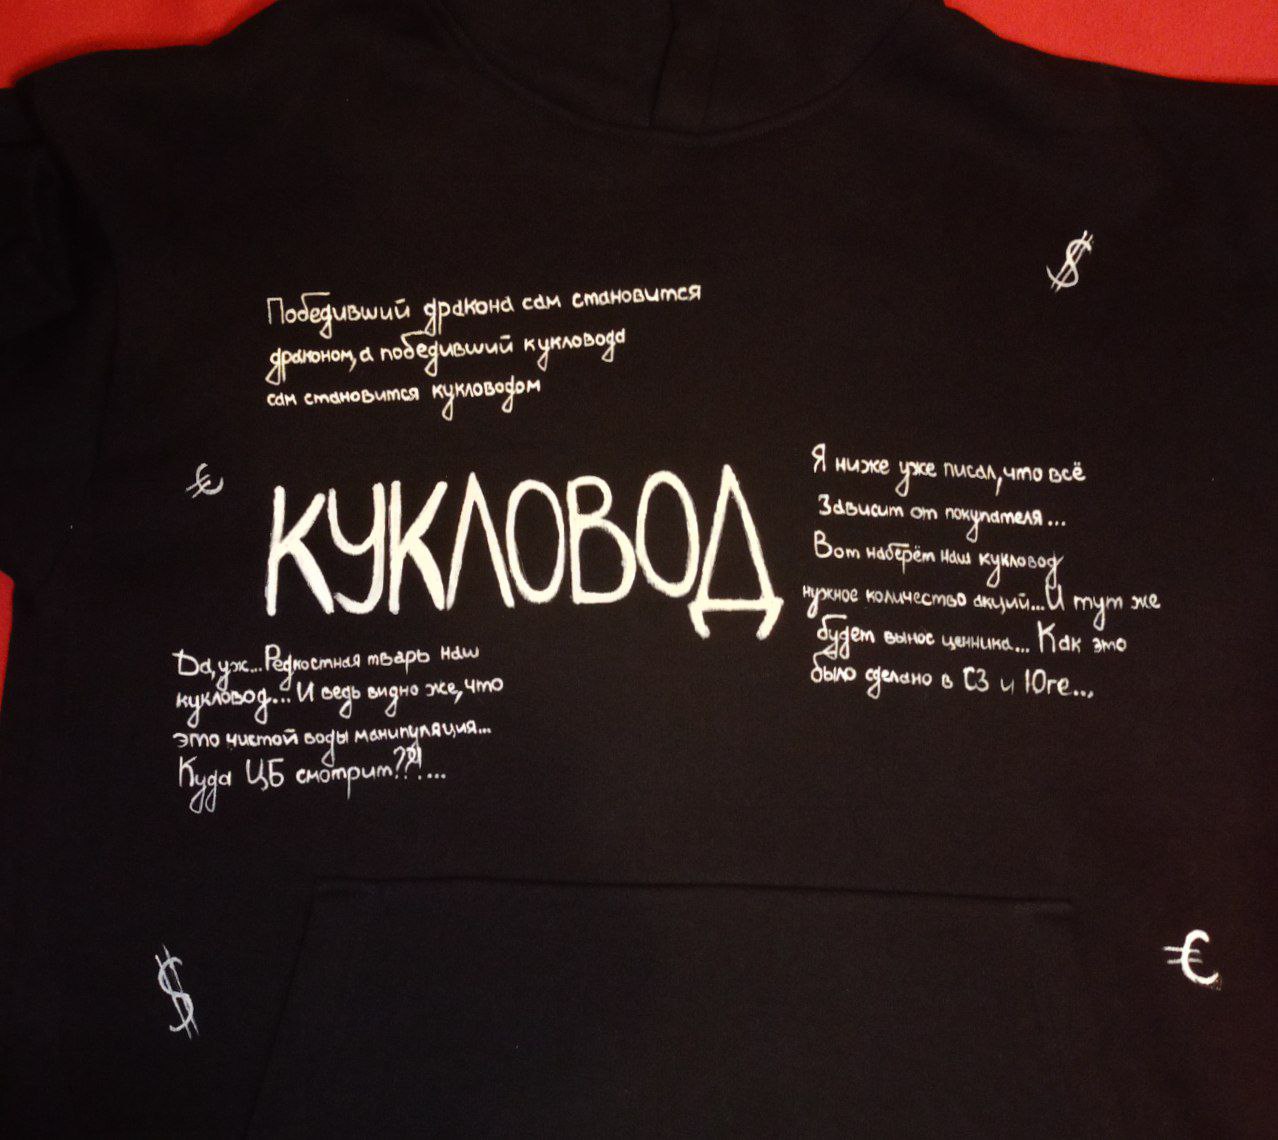 $
Победивший дракона сам становится
драконом, а победивший кукловода
сам становится кукловодом
€
КУКЛОВОД
Я ниже уже писал, что всё
Зависит от покупателя...
Вот наберём наш кукловод
нужное количество акций...И тут же
будет вынос ценника... Как это
было сделано в СЗ и Юге...
Да, уж...Редкостная тварь наш
кукловод...И ведь видно же, что
это чистой воды манипуляция...
Куда ЦБ смотрит??!...
$
€